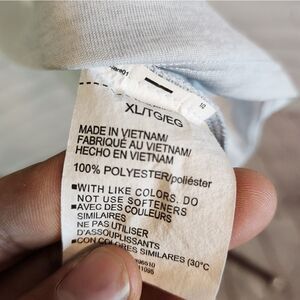 XL/TG/EG
MADE IN VIETNAM/
FABRIQUÉ AU VIETNAM/
HECHO EN VIETNAM
100% POLYESTER/poliéster
■WITH LIKE COLORS. DO
NOT USE SOFTENERS
■AVEC DES COULEURS
SIMILAIRES
NE PAS UTILISER
D'ASSOUPLISSANTS
■CON COLORES SIMILARES (30°C